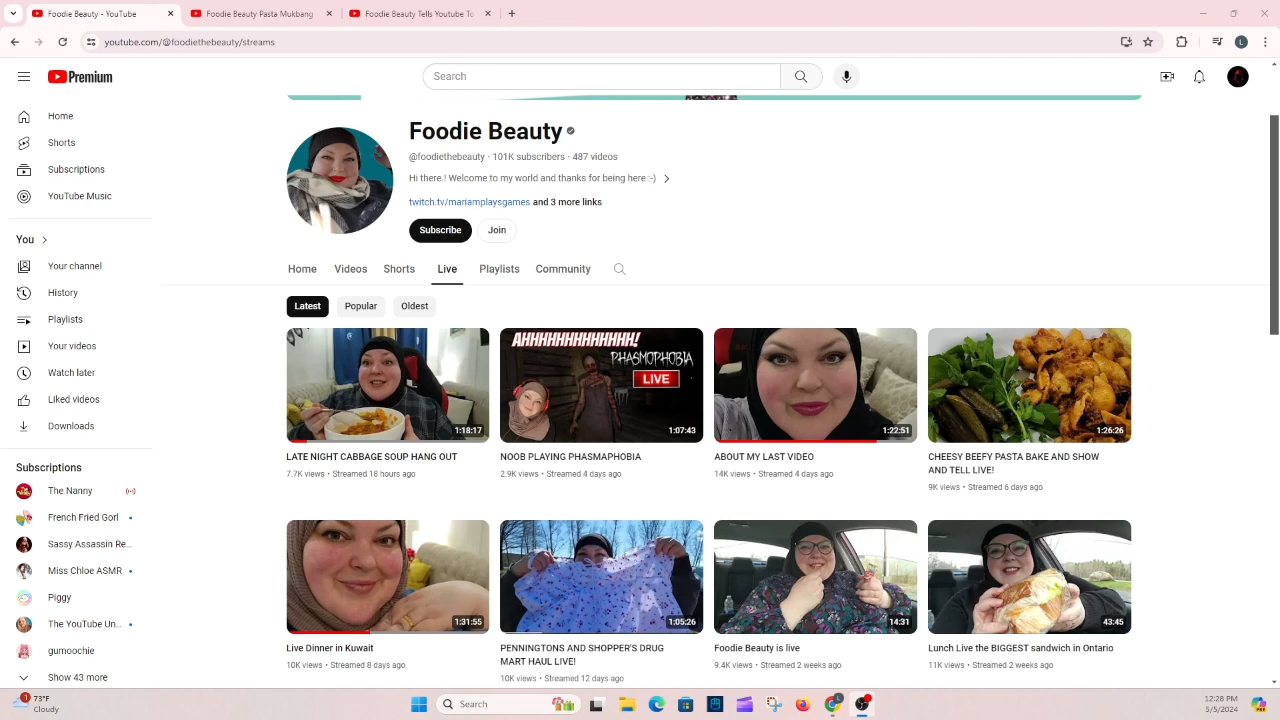 Foodie Beauty - YouTube
Foodie Beauty Pasta Mukbang
Foodie Beauty Tells Youtube To
youtube.com/@foodiethebeauty/streams
Premium
Search
Home
Shorts
Subscriptions
YouTube Music
You
Your channel
History
Playlists
Your videos
Watch later
Liked videos
Downloads
Subscriptions
The Nanny
French Fried Gorl
Sassy Assassin Re...
Miss Chloe ASMR
Piggy
The YouTube Un...
gumoochie
Show 43 more
Foodie Beauty
@foodiethebeauty · 101K subscribers · 487 videos
Hi there.! Welcome to my world and thanks for being here :-)
twitch.tv/mariamplaysgames and 3 more links
Subscribe Join
Home Videos Shorts Live Playlists Community
Latest Popular Oldest
1:18:17
LATE NIGHT CABBAGE SOUP HANG OUT
7.7K views • Streamed 18 hours ago
AHHHHHHHHHHHHH!
PHASMOPHOBIA
LIVE
1:07:43
NOOB PLAYING PHASMAPHOBIA
2.9K views • Streamed 4 days ago
1:22:51
ABOUT MY LAST VIDEO
14K views • Streamed 4 days ago
1:26:26
CHEESY BEEFY PASTA BAKE AND SHOW
AND TELL LIVE!
9K views • Streamed 6 days ago
1:31:55
Live Dinner in Kuwait
10K views • Streamed 8 days ago
1:05:26
PENNINGTONS AND SHOPPER'S DRUG
MART HAUL LIVE!
10K views • Streamed 12 days ago
14:31
Foodie Beauty is live
9.4K views • Streamed 2 weeks ago
43:45
Lunch Live the BIGGEST sandwich in Ontario
11K views • Streamed 2 weeks ago
1
73°F
Cloudy
Search
12:28 PM
5/5/2024